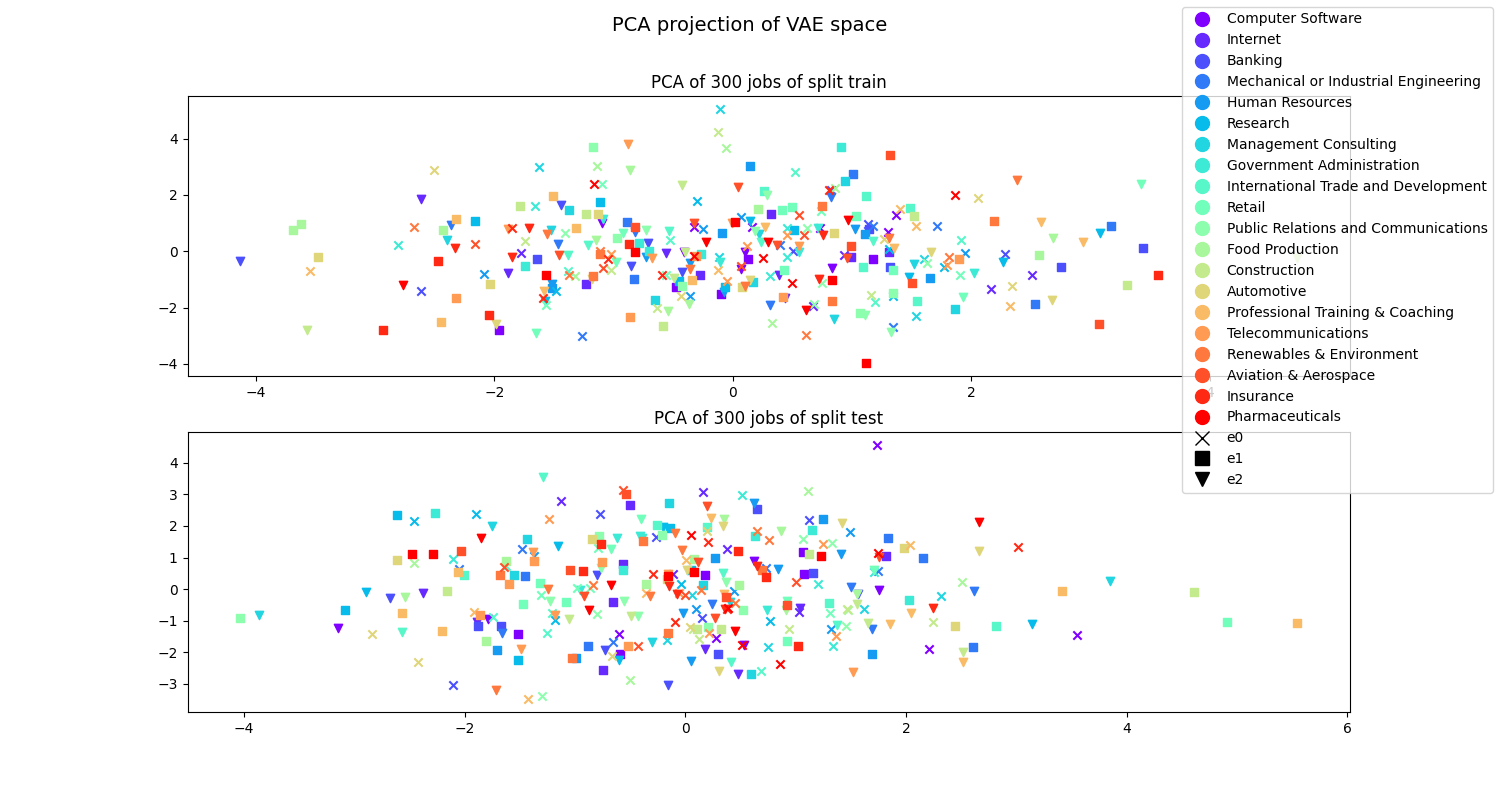 PCA projection of VAE space
PCA of 300 jobs of split train
4
2
0
−2
−4
−4
−2
0
2
4
PCA of 300 jobs of split test
4
3
2
1
0
−1
−2
−3
−4
−2
0
2
4
6
Computer Software
Internet
Banking
Mechanical or Industrial Engineering
Human Resources
Research
Management Consulting
Government Administration
International Trade and Development
Retail
Public Relations and Communications
Food Production
Construction
Automotive
Professional Training & Coaching
Telecommunications
Renewables & Environment
Aviation & Aerospace
Insurance
Pharmaceuticals
e0
e1
e2